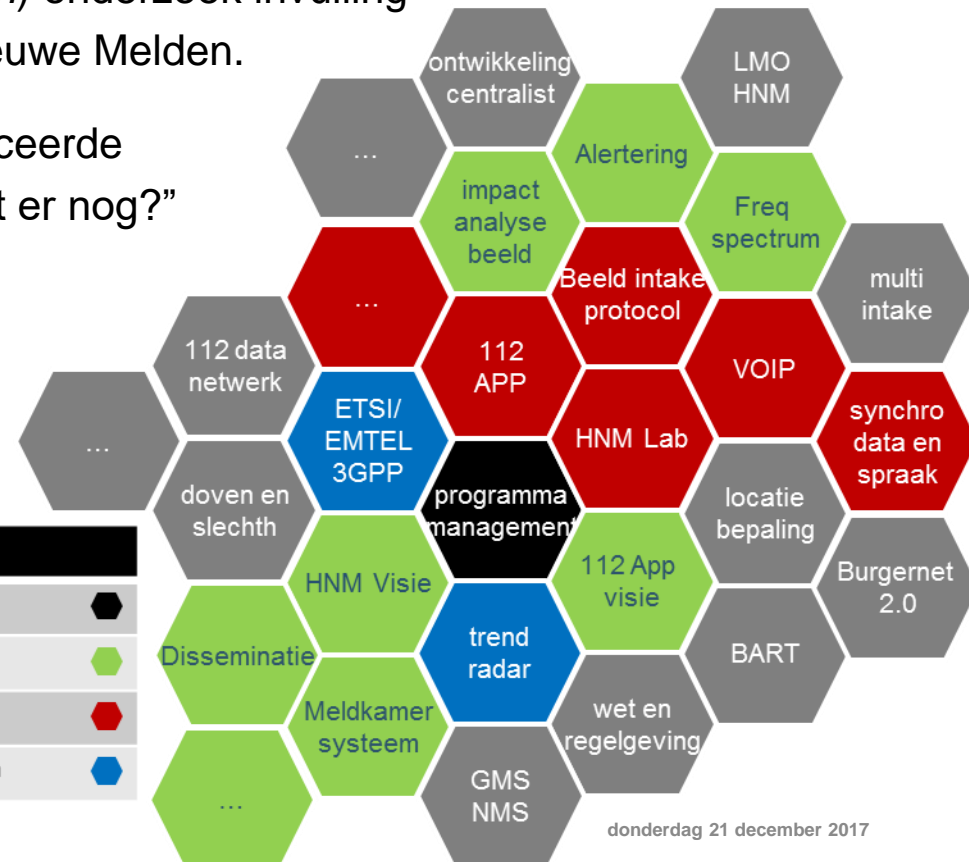 onderzoek invulling
euwe Melden.
ceerde
t er nog?”
ontwikkeling
centralist
LMO
HNM
...
Alertering
impact
analyse
beeld
Freq
spectrum
...
Beeld intake
protocol
multi
intake
112 data
netwerk
112
APP
VOIP
...
ETSI/
EMTEL
3GPP
HNM Lab
synchro
data en
spraak
doven en
slechth
programma
management
locatie
bepaling
HNM Visie
112 App
visie
Burgernet
2.0
Disseminatie
trend
radar
BART
Meldkamer
systeem
wet en
regelgeving
...
GMS
NMS
donderdag 21 december 2017